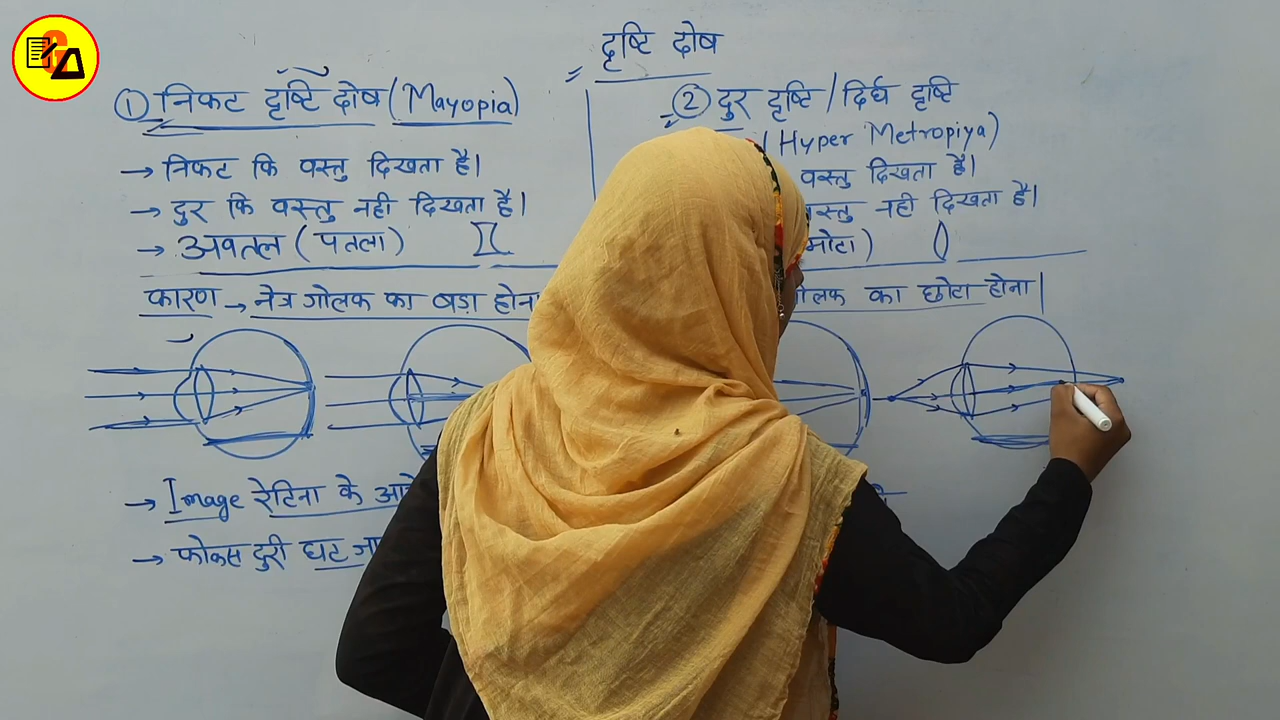 दृष्टि दोष
① निकट दृष्टि दोष (Mayopia)
→ निकट कि वस्तु दिखता है।
→ दुर कि वस्तु नही दिखता है।
→ अवतल (पतला)
② दुर दृष्टि / दिर्घ दृष्टि
(Hyper Metropiya)
वस्तु दिखता है।
वस्तु नही दिखता है।
मोटा)
कारण → नेत्र गोलक का बड़ा होना
गोलक का छोटा होना|
→ Image रेटिना के
→ फोकस दुरी घट